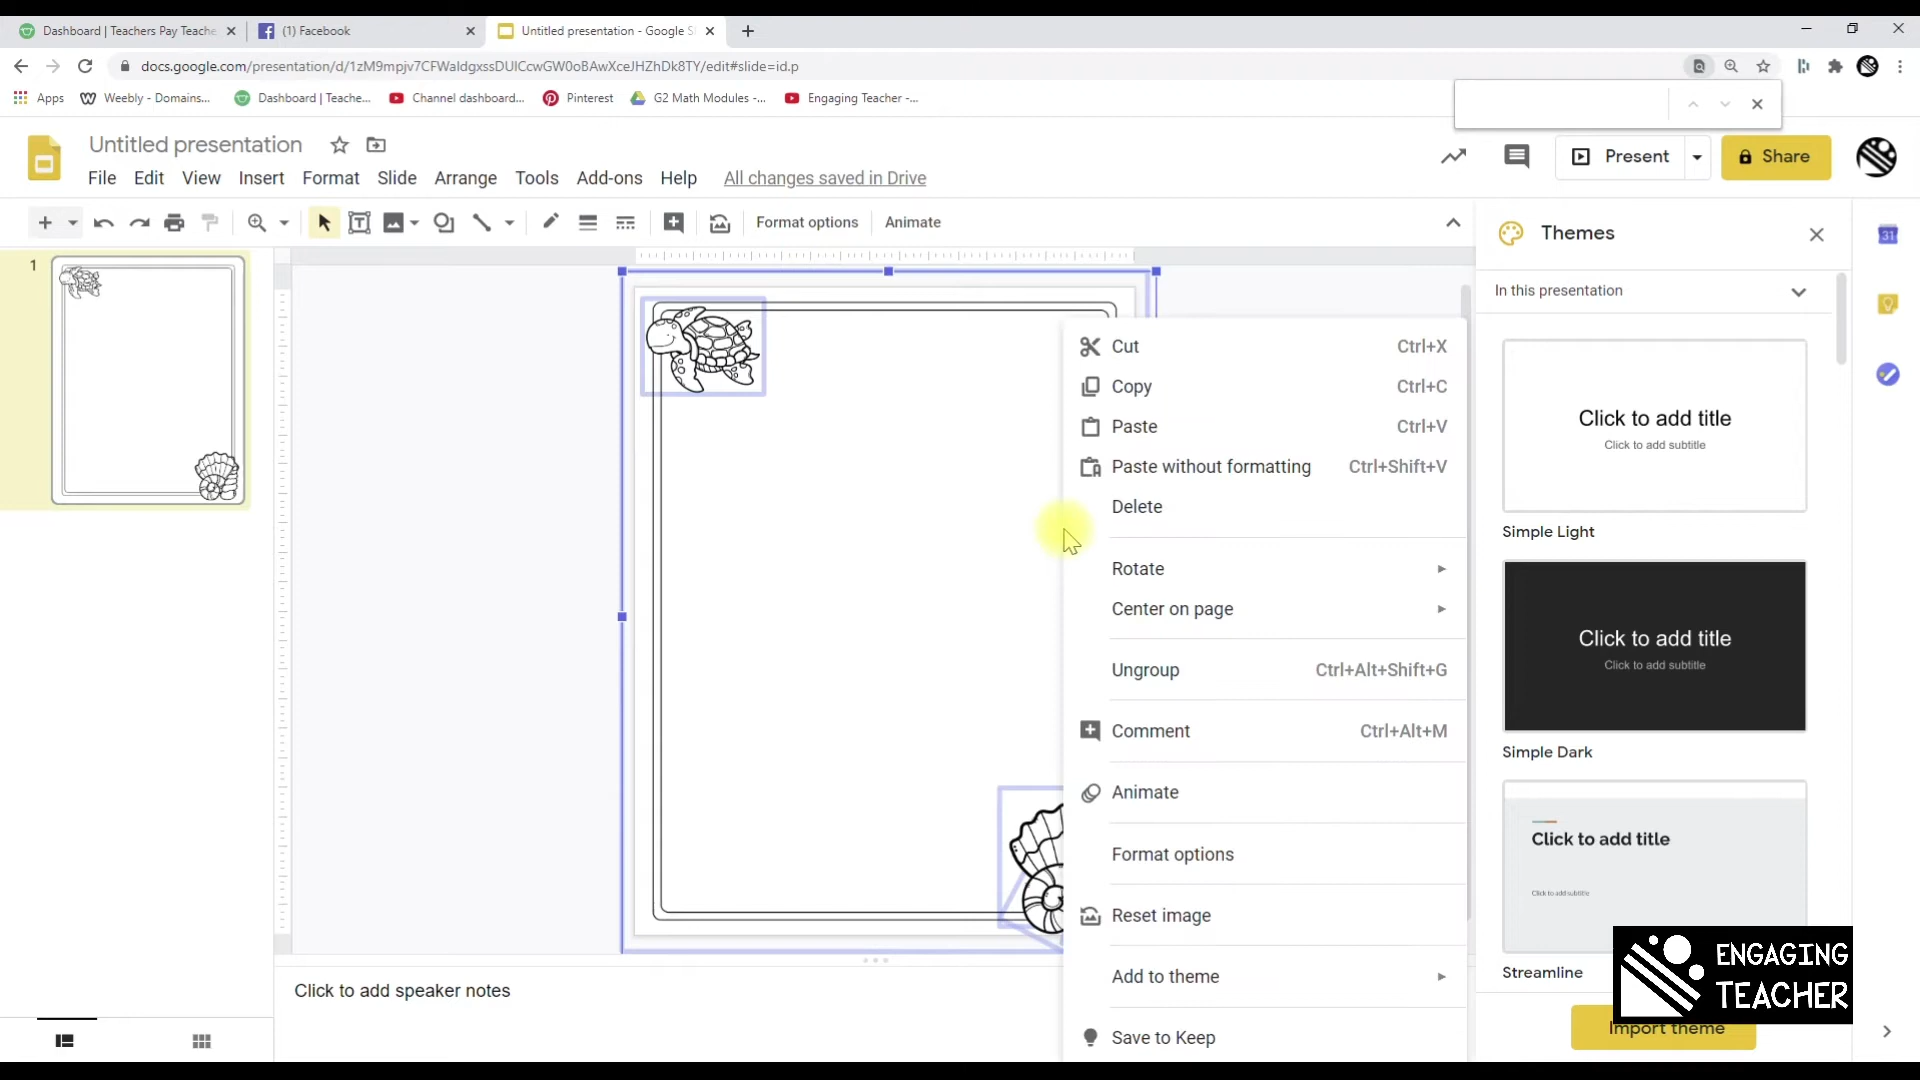 Dashboard | Teachers Pay Teache
(1) Facebook
Untitled presentation - Google S
docs.google.com/presentation/d/1zM9mpjv7CFWaldgxssDUlCcwGW0oBAwXceJHZhDk8TY/edit#slide=id.p
Apps
Weebly - Domains...
Dashboard | Teache...
Channel dashboard...
Pinterest
G2 Math Modules -...
Engaging Teacher -...
Untitled presentation
Present
Share
File Edit View Insert Format Slide Arrange Tools Add-ons Help All changes saved in Drive
Format options
Animate
Themes
31
1
In this presentation
Cut Ctrl+X
Copy Ctrl+C
Paste Ctrl+V
Paste without formatting Ctrl+Shift+V
Delete
Rotate
Center on page
Ungroup Ctrl+Alt+Shift+G
Comment Ctrl+Alt+M
Animate
Format options
Reset image
Add to theme
Save to Keep
Click to add title
Click to add subtitle
Simple Light
Click to add title
Click to add subtitle
Simple Dark
Click to add title
Click to add subtitle
Streamline
ENGAGING
TEACHER
Import theme
Click to add speaker notes